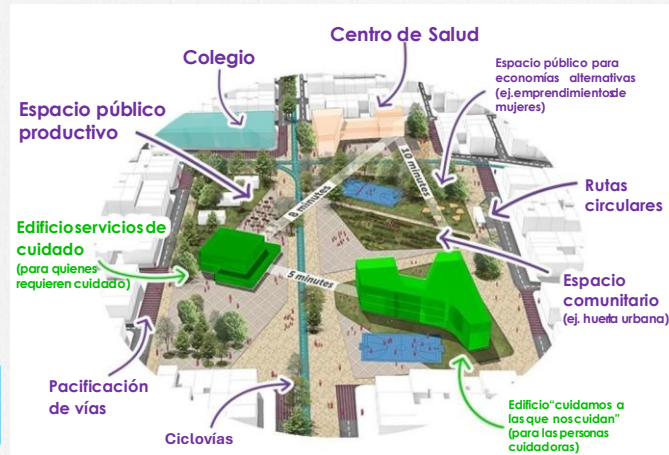 Centro de Salud
Colegio
Espacio público para
economías alternativas
(ej.emprendimientosde
mujeres)
Espacio público
productivo
10 minutes
8 minutes
Rutas
circulares
Edificioservicios de
cuidado
(para quienes
requieren cuidado)
5 minutes
Espacio
comunitario
(ej. huerta urbana)
Pacificación
de vías
Ciclovías
Edificio"cuidamos a
las que noscuidan"
(para las personas
cuidadoras)